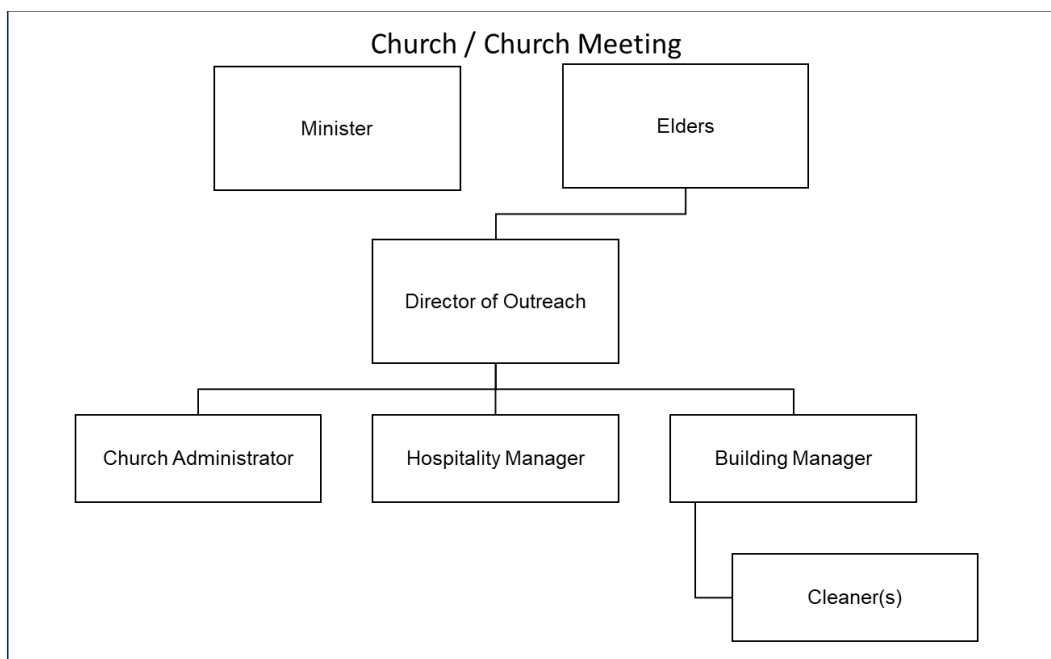 Church / Church Meeting
Minister
Elders
Director of Outreach
Church Administrator
Hospitality Manager
Building Manager
Cleaner(s)